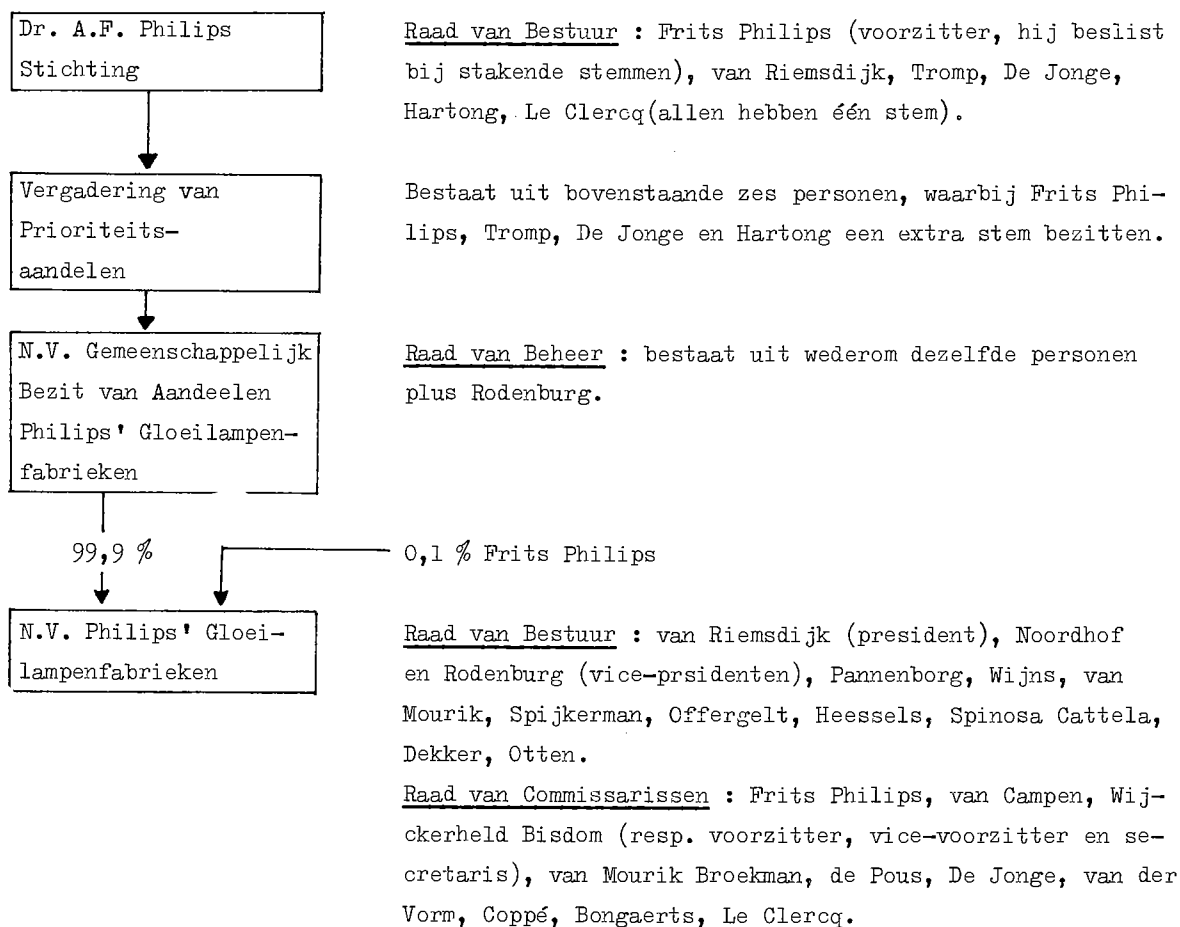 Dr. A.F. Philips
Stichting
Raad van Bestuur : Frits Philips (voorzitter, hij beslist
bij stakende stemmen), van Riemsdijk, Tromp, De Jonge,
Hartong, Le Clercq(allen hebben één stem).
Vergadering van
Prioriteits-
aandelen
Bestaat uit bovenstaande zes personen, waarbij Frits Phi-
lips, Tromp, De Jonge en Hartong een extra stem bezitten.
N.V. Gemeenschappelijk
Bezit van Aandeelen
Philips' Gloeilampen-
fabrieken
Raad van Beheer : bestaat uit wederom dezelfde personen
plus Rodenburg.
99,9 %
0,1 % Frits Philips
N.V. Philips' Gloei-
lampenfabrieken
Raad van Bestuur : van Riemsdijk (president), Noordhof
en Rodenburg (vice-prsidenten), Pannenborg, Wijns, van
Mourik, Spijkerman, Offergelt, Heessels, Spinosa Cattela,
Dekker, Otten.
Raad van Commissarissen : Frits Philips, van Campen, Wij-
ckerheld Bisdom (resp. voorzitter, vice-voorzitter en se-
cretaris), van Mourik Broekman, de Pous, De Jonge, van der
Vorm, Coppé, Bongaerts, Le Clercq.